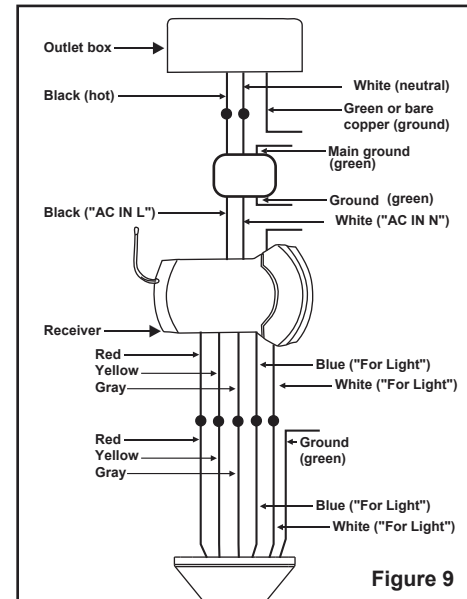 Outlet box
White (neutral)
Black (hot)
Green or bare
copper (ground)
Main ground
(green)
Ground (green)
Black ("AC IN L")
White ("AC IN N")
Receiver
Red
Yellow
Gray
Blue ("For Light")
White ("For Light")
Red
Yellow
Gray
Ground
(green)
Blue ("For Light")
White ("For Light")
Figure 9